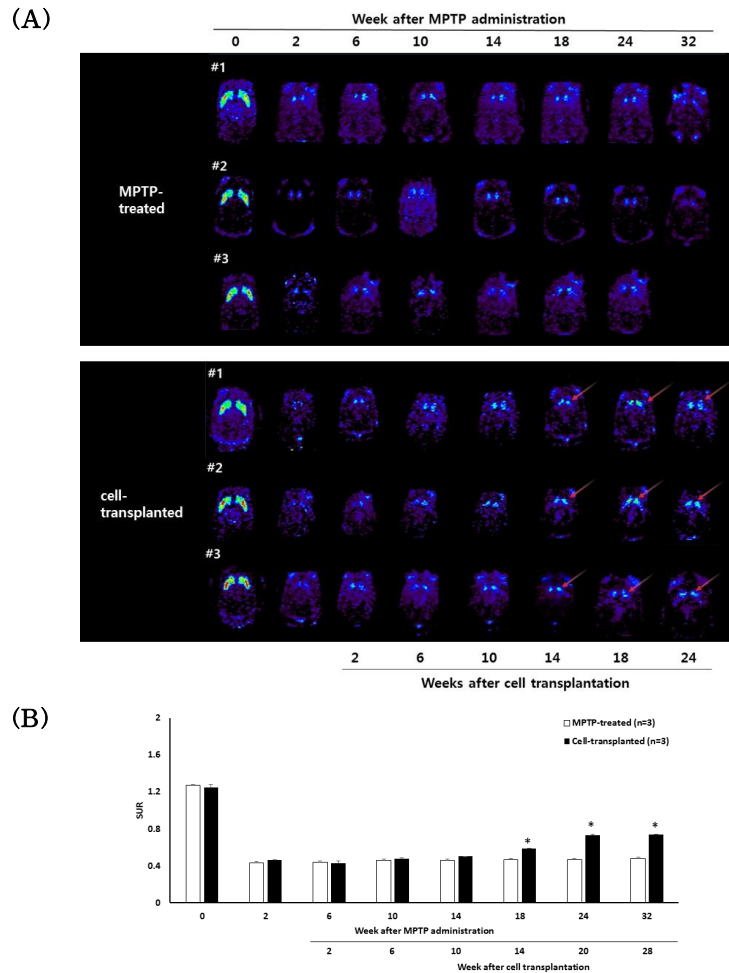 (A)
Week after MPTP administration
0 2 6 10 14 18 24 32
#1
#2
MPTP-
treated
#3
#1
#2
cell-
transplanted
#3
2 6 10 14 18 24
Weeks after cell transplantation
(B)
2
MPTP-treated (n=3)
Cell-transplanted (n=3)
1.6
1.2
SUR
0.8
* * *
0.4
0
0 2 6 10 14 18 24 32
Week after MPTP administration
2 6 10 14 20 28
Week after cell transplantation